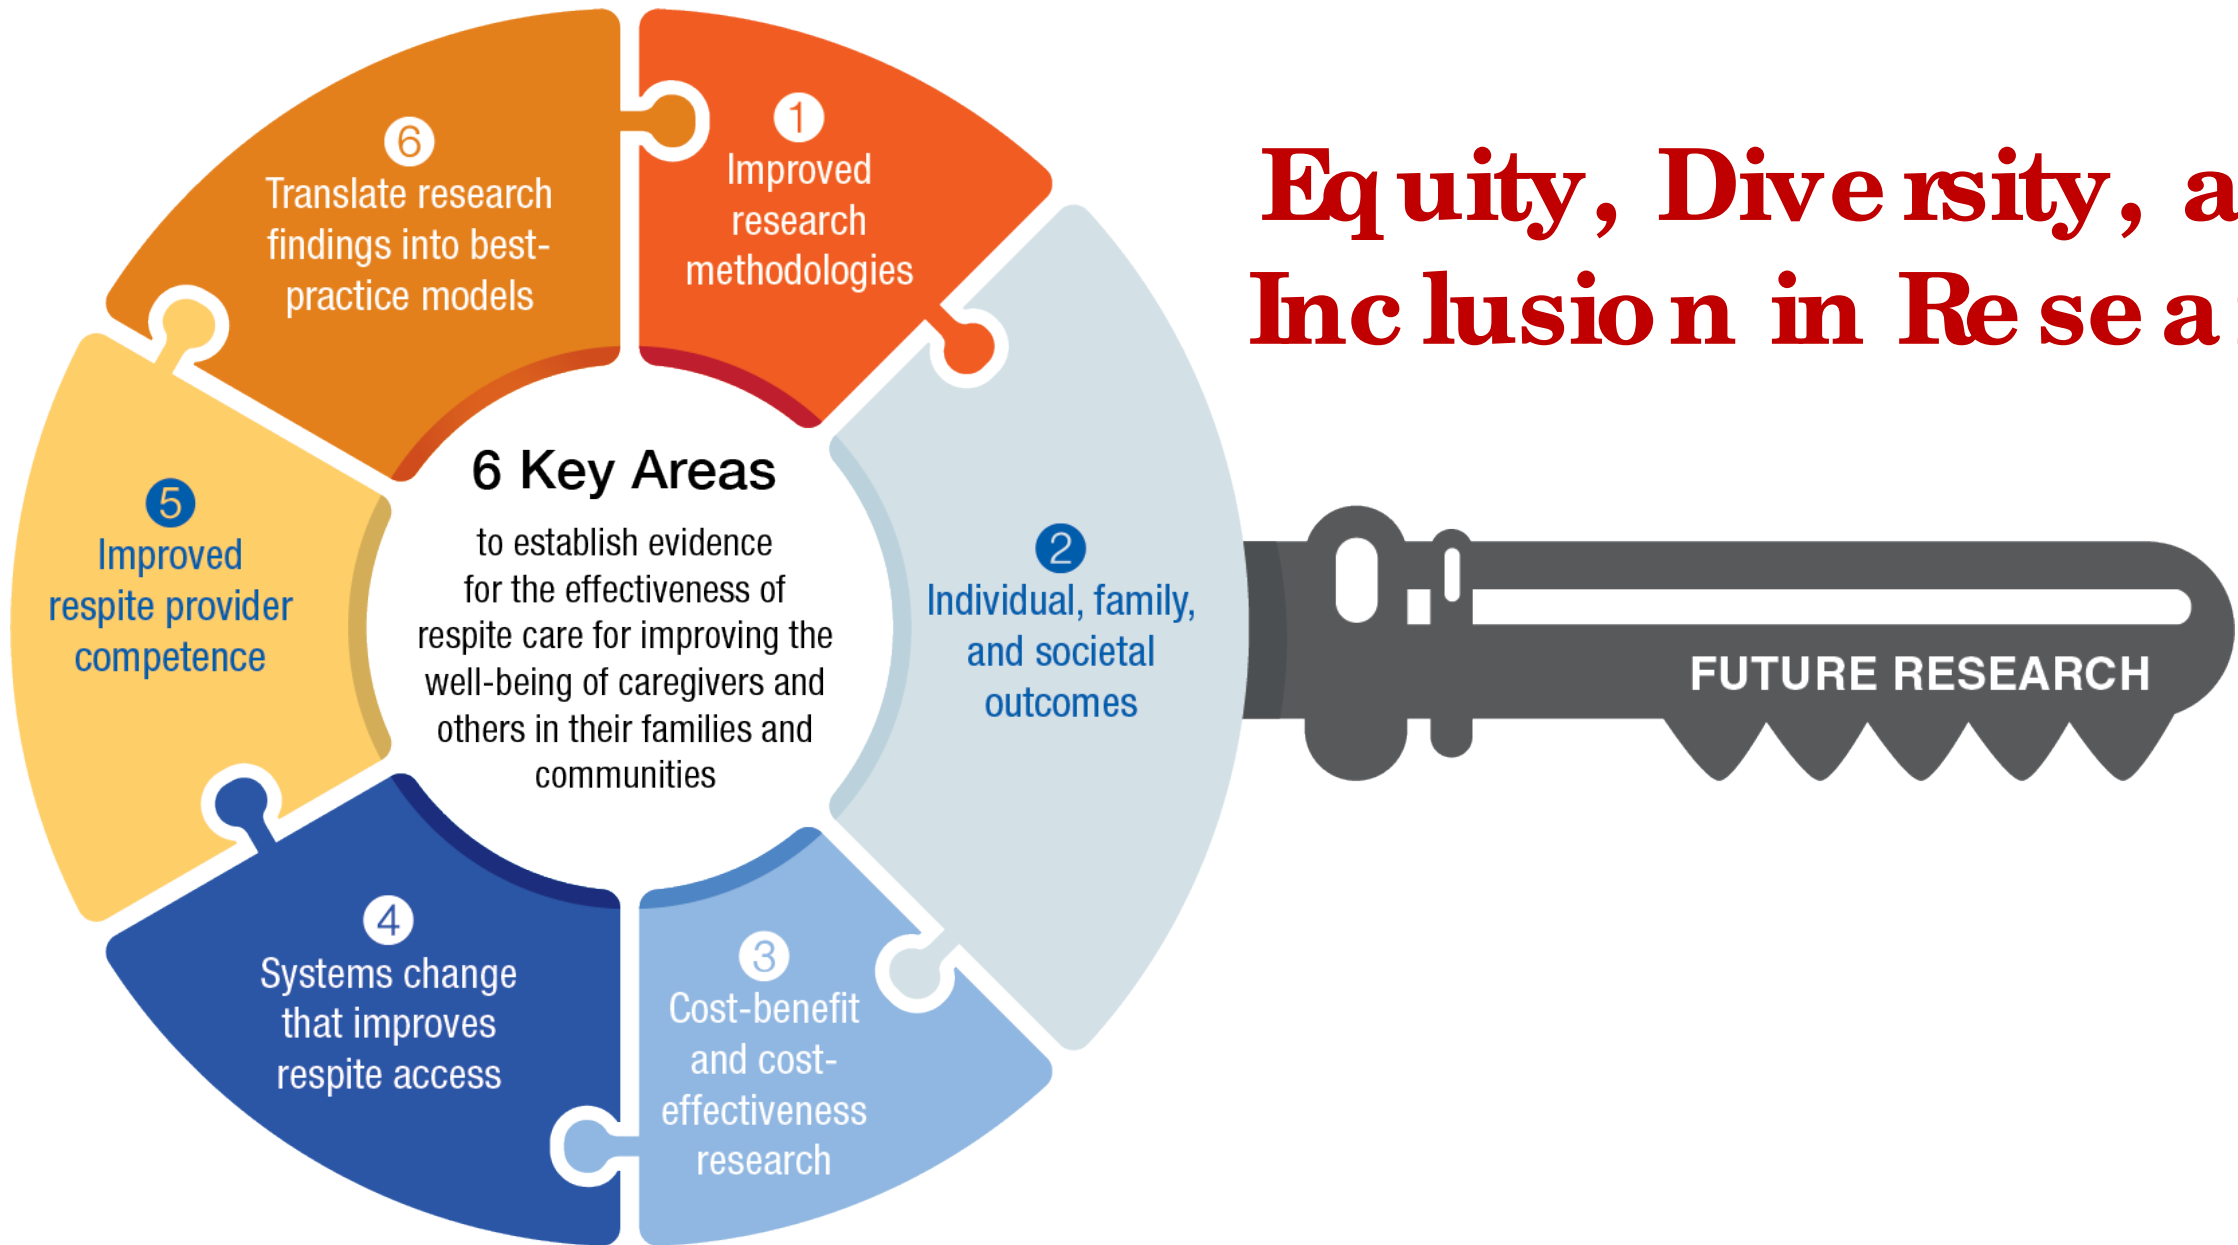 Equity, Diversity, a
Inclusion in Resea
1
Improved
research
methodologies
2
Individual, family,
and societal
outcomes
3
Cost-benefit
and cost-
effectiveness
research
4
Systems change
that improves
respite access
5
Improved
respite provider
competence
6
Translate research
findings into best-
practice models
6 Key Areas
to establish evidence
for the effectiveness of
respite care for improving the
well-being of caregivers and
others in their families and
communities
FUTURE RESEARCH